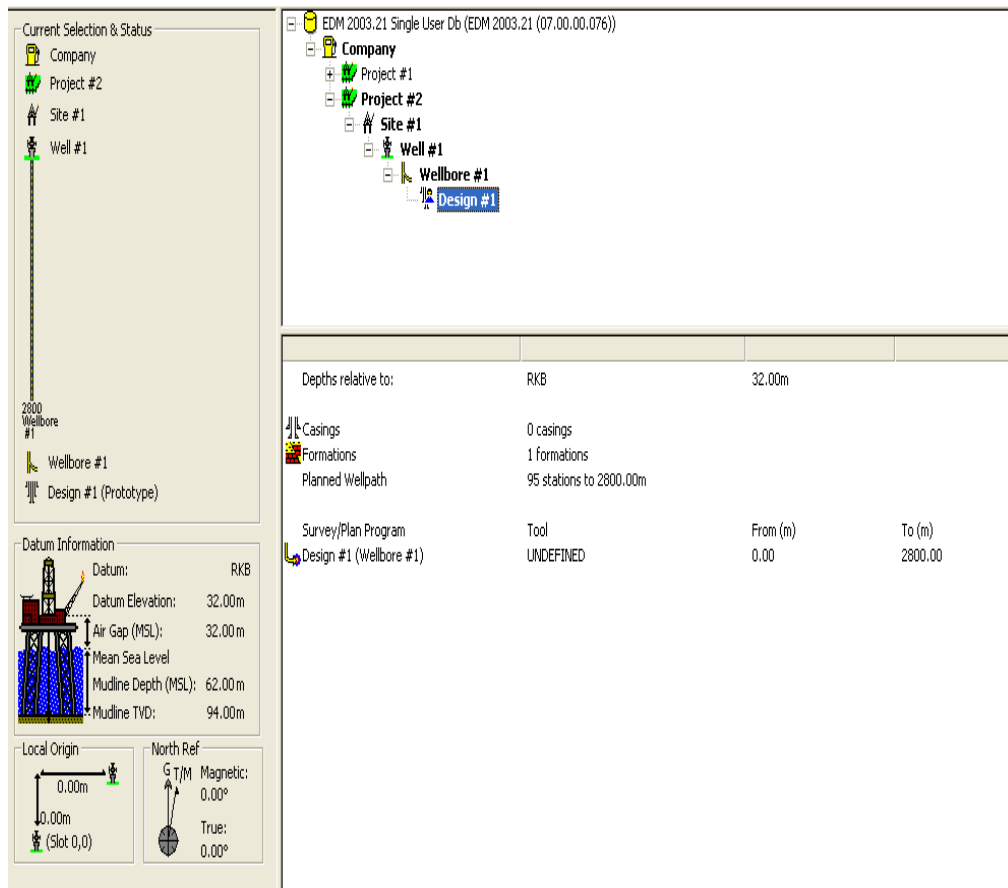 Current Selection & Status
Company
Project #2
Site #1
Well #1
2800
Wellbore
#1
Wellbore #1
Design #1 (Prototype)
Datum Information
Datum: RKB
Datum Elevation: 32.00m
Air Gap (MSL): 32.00m
Mean Sea Level
Mudline Depth (MSL): 62.00m
Mudline TVD: 94.00m
Local Origin
0.00m
0.00m
(Slot 0,0)
North Ref
G T/M Magnetic:
0.00°
True:
0.00°
EDM 2003.21 Single User Db (EDM 2003.21 (07.00.00.076))
Company
Project #1
Project #2
Site #1
Well #1
Wellbore #1
Design #1
Depths relative to: RKB 32.00m
Casings 0 casings
Formations 1 formations
Planned Wellpath 95 stations to 2800.00m
Survey/Plan Program Tool From (m) To (m)
Design #1 (Wellbore #1) UNDEFINED 0.00 2800.00